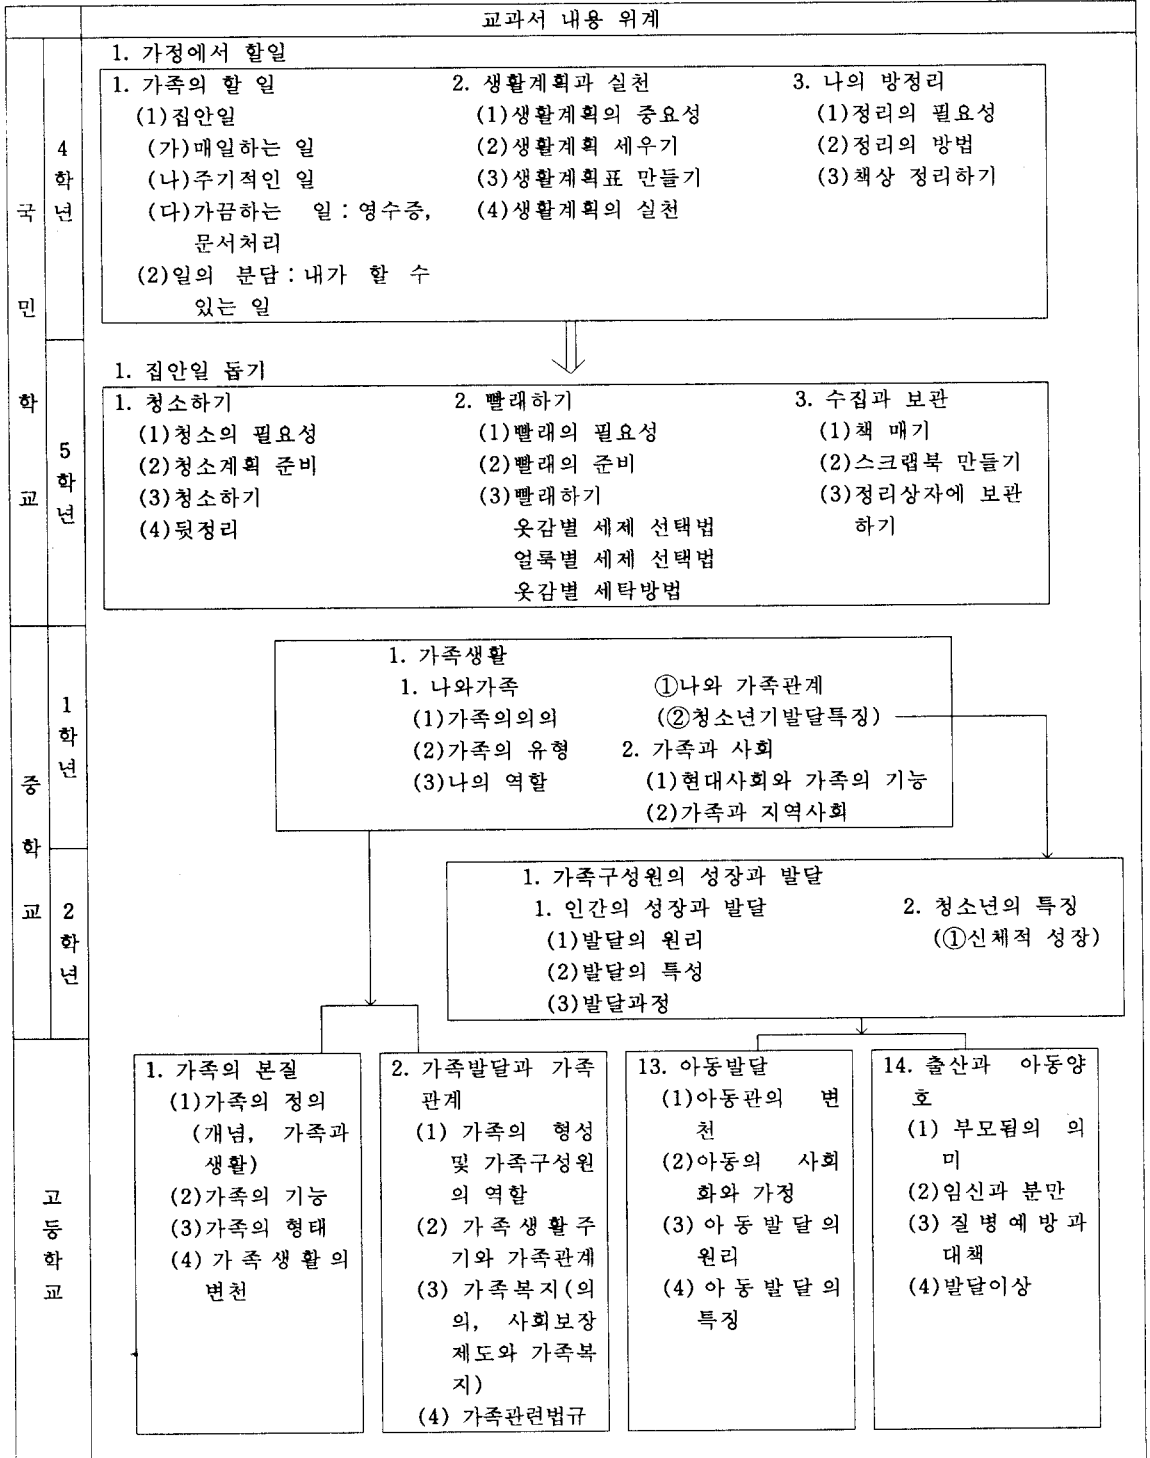 교과서 내용 위계
국민학교
4학년
1. 가정에서 할일
1. 가족의 할 일
(1)집안일
(가)매일하는 일
(나)주기적인 일
(다)가끔하는 일:영수증,
문서처리
(2)일의 분담:내가 할 수
있는 일
2. 생활계획과 실천
(1)생활계획의 중요성
(2)생활계획 세우기
(3)생활계획표 만들기
(4)생활계획의 실천
3. 나의 방정리
(1)정리의 필요성
(2)정리의 방법
(3)책상 정리하기
5학년
1. 집안일 돕기
1. 청소하기
(1)청소의 필요성
(2)청소계획 준비
(3)청소하기
(4)뒷정리
2. 빨래하기
(1)빨래의 필요성
(2)빨래의 준비
(3)빨래하기
옷감별 세제 선택법
얼룩별 세제 선택법
옷감별 세탁방법
3. 수집과 보관
(1)책 매기
(2)스크랩북 만들기
(3)정리상자에 보관
하기
중학교
1학년
1. 가족생활
1. 나와가족
(1)가족의의의
(2)가족의 유형
(3)나의 역할
①나와 가족관계
(②청소년기발달특징)
2. 가족과 사회
(1)현대사회와 가족의 기능
(2)가족과 지역사회
2학년
1. 가족구성원의 성장과 발달
1. 인간의 성장과 발달
(1)발달의 원리
(2)발달의 특성
(3)발달과정
2. 청소년의 특징
(①신체적 성장)
고등학교
1. 가족의 본질
(1)가족의 정의
(개념, 가족과
생활)
(2)가족의 기능
(3)가족의 형태
(4)가족생활의
변천
2. 가족발달과 가족
관계
(1) 가족의 형성
및 가족구성원
의 역할
(2) 가족생활주
기와 가족관계
(3) 가족복지(의
의, 사회보장
제도와 가족복
지)
(4) 가족관련법규
13. 아동발달
(1)아동관의 변
천
(2)아동의 사회
화와 가정
(3)아동발달의
원리
(4)아동발달의
특징
14. 출산과 아동양
호
(1) 부모됨의 의
미
(2)임신과 분만
(3)질병예방과
대책
(4)발달이상